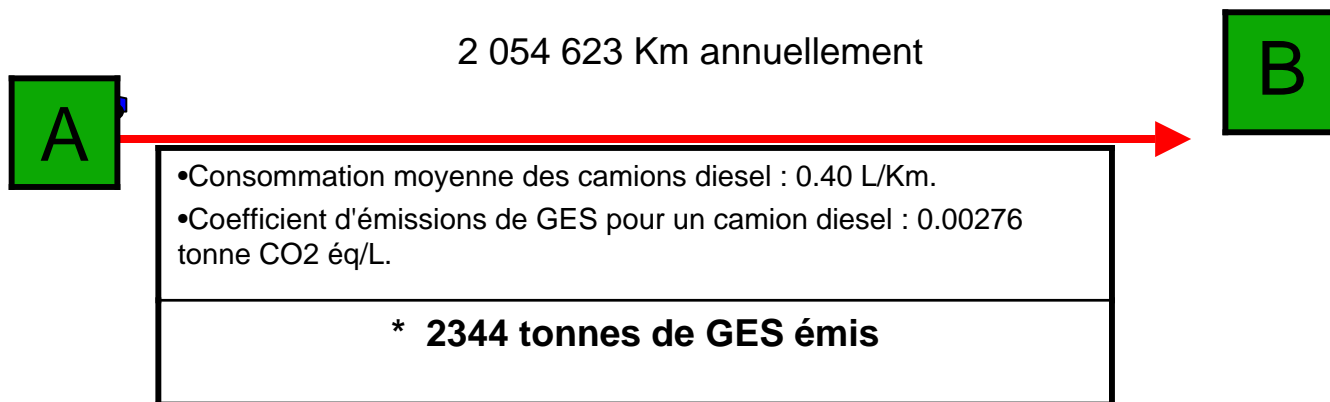 2 054 623 Km annuellement
A
B
•Consommation moyenne des camions diesel : 0.40 L/Km.
•Coefficient d'émissions de GES pour un camion diesel : 0.00276
tonne CO2 éq/L.
* 2344 tonnes de GES émis